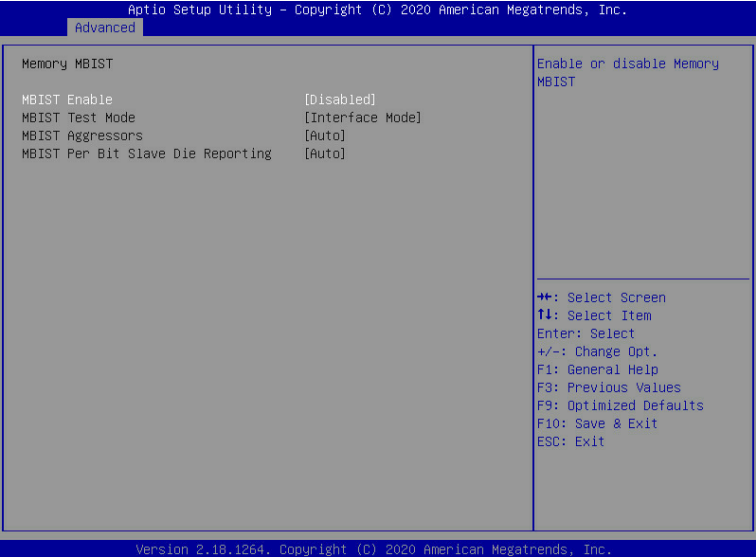 Aptio Setup Utility – Copyright (C) 2020 American Megatrends, Inc.
Advanced
Memory MBIST
MBIST Enable [Disabled]
MBIST Test Mode [Interface Mode]
MBIST Aggressors [Auto]
MBIST Per Bit Slave Die Reporting [Auto]
Enable or disable Memory
MBIST
→←: Select Screen
↑↓: Select Item
Enter: Select
+/-: Change Opt.
F1: General Help
F3: Previous Values
F9: Optimized Defaults
F10: Save & Exit
ESC: Exit
Version 2.18.1264. Copyright (C) 2020 American Megatrends, Inc.